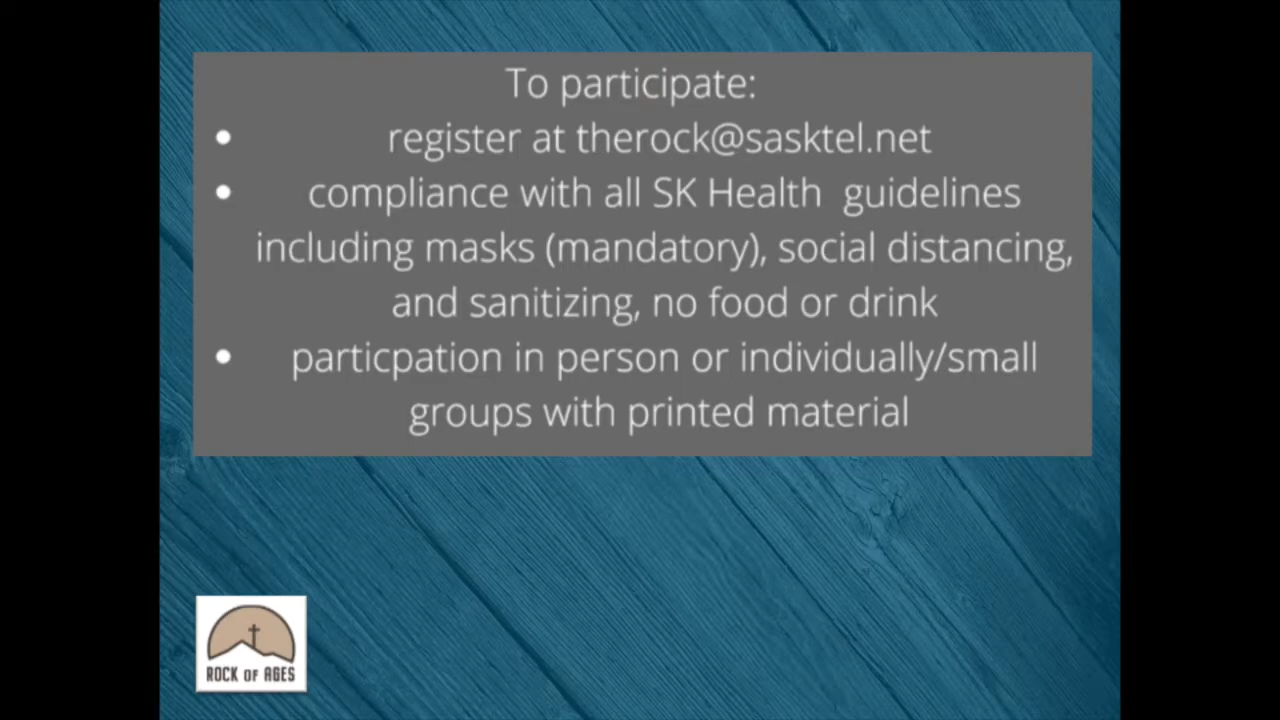 To participate:
• register at therock@sasktel.net
• compliance with all SK Health guidelines
including masks (mandatory), social distancing,
and sanitizing, no food or drink
• particpation in person or individually/small
groups with printed material
ROCK OF AGES